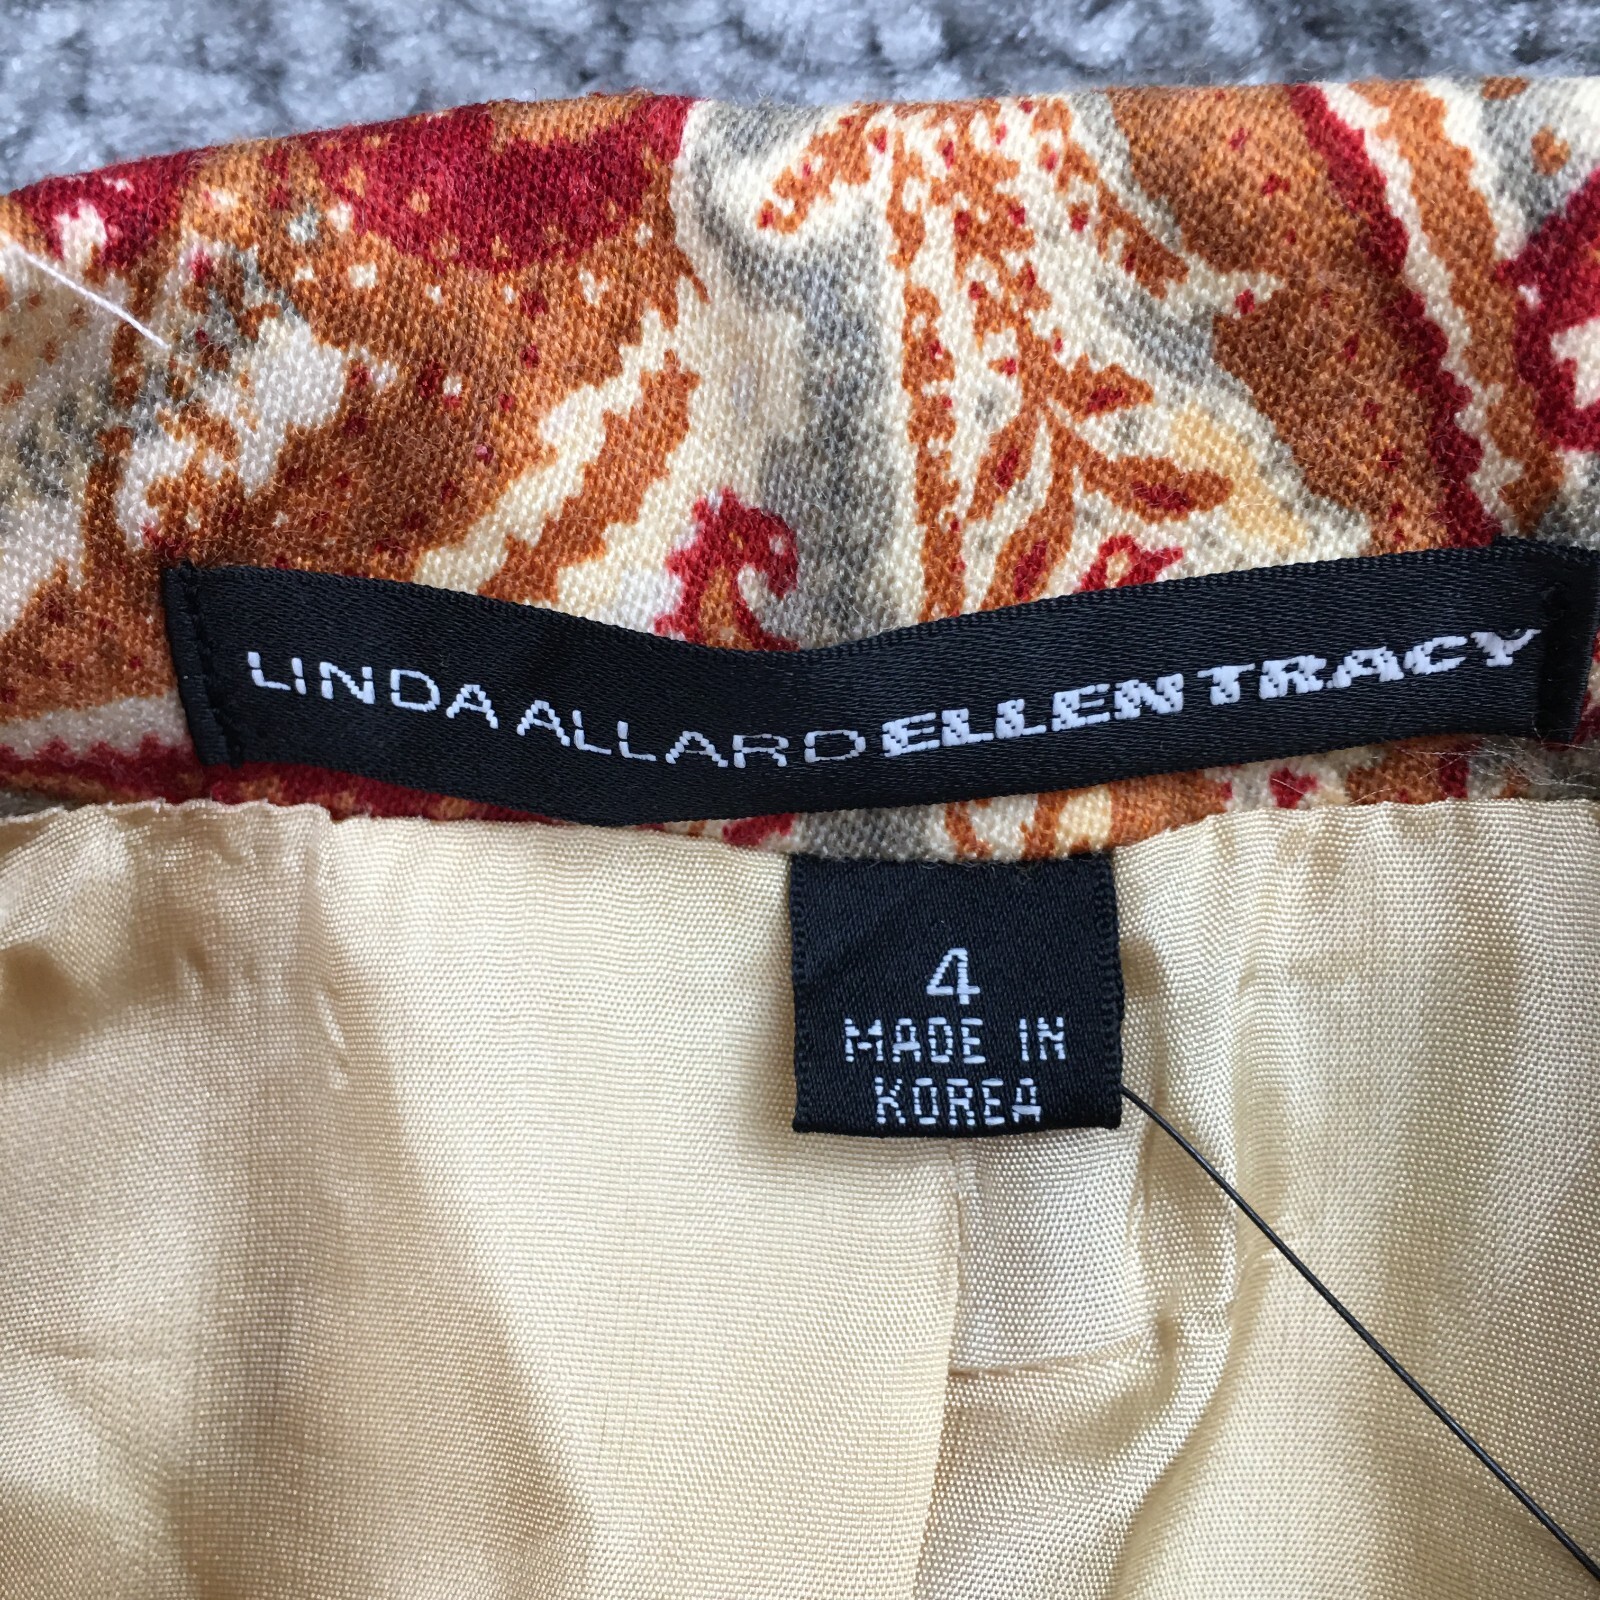 LINDA ALLARD ELLEN TRACY
4
MADE IN
KOREA